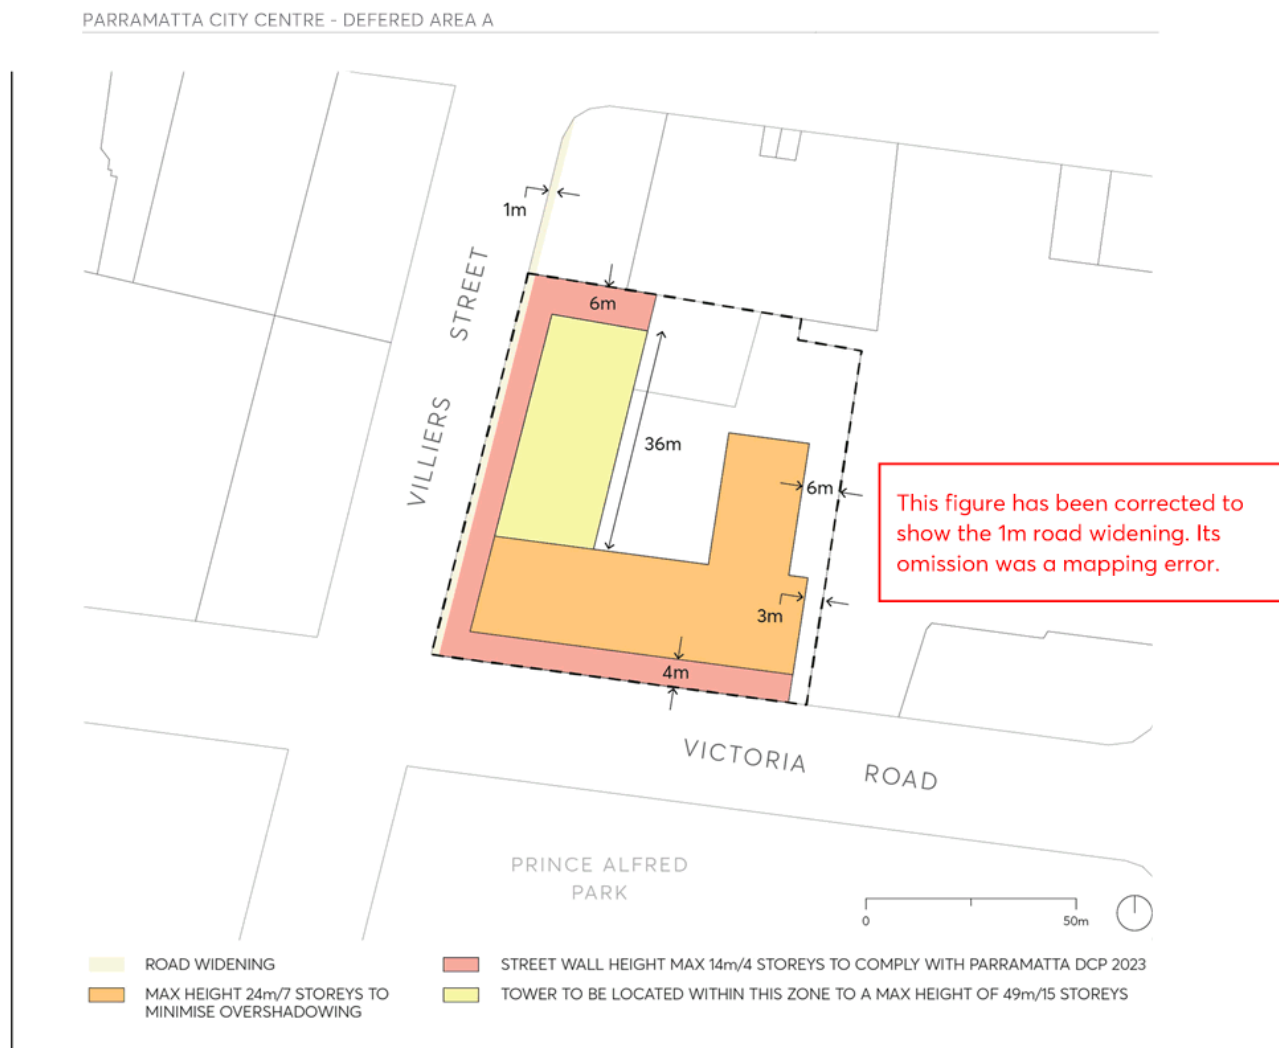 PARRAMATTA CITY CENTRE - DEFERED AREA A
1m
STREET
VILLIERS
6m
36m
6m
3m
4m
This figure has been corrected to
show the 1m road widening. Its
omission was a mapping error.
VICTORIA ROAD
PRINCE ALFRED
PARK
0 50m
ROAD WIDENING
MAX HEIGHT 24m/7 STOREYS TO
MINIMISE OVERSHADOWING
STREET WALL HEIGHT MAX 14m/4 STOREYS TO COMPLY WITH PARRAMATTA DCP 2023
TOWER TO BE LOCATED WITHIN THIS ZONE TO A MAX HEIGHT OF 49m/15 STOREYS